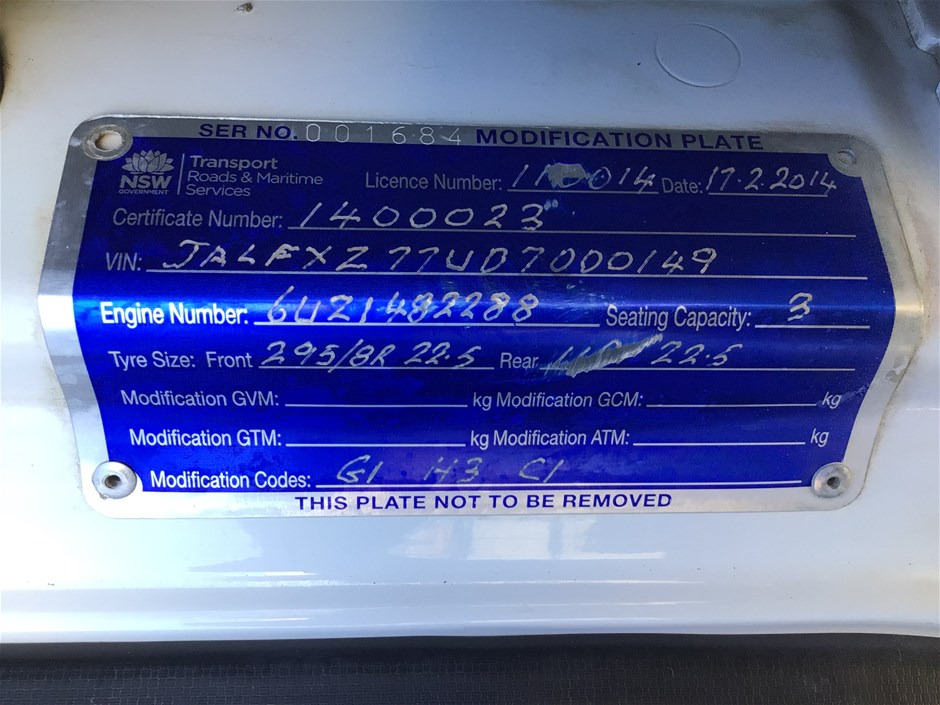 SER NO. 001684 MODIFICATION PLATE
NSW GOVERNMENT Transport Roads & Maritime Services
Licence Number: Date: 17.2.2014
Certificate Number: 1400023
VIN: JALFXZ77UD7000149
Engine Number: 6UZ1482288 Seating Capacity: 3
Tyre Size: Front 295/8R 22.5 Rear 22.5
Modification GVM: kg Modification GCM: kg
Modification GTM: kg Modification ATM: kg
Modification Codes: G1 H3 C1
THIS PLATE NOT TO BE REMOVED